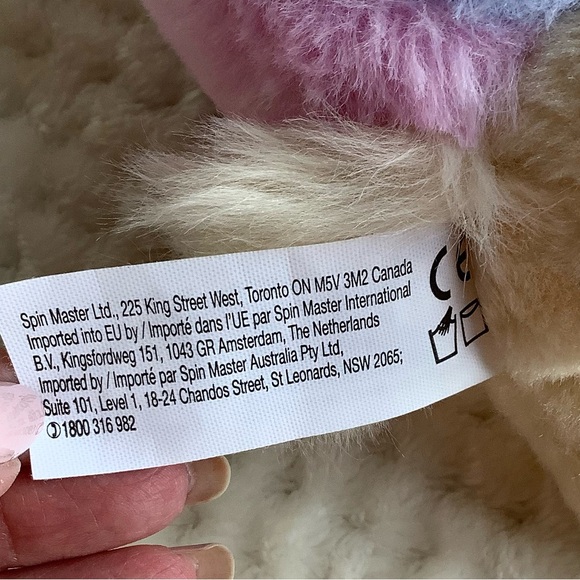 Spin Master Ltd., 225 King Street West, Toronto ON M5V 3M2 Canada
Imported into EU by / Importé dans l'UE par Spin Master International
B.V., Kingsfordweg 151, 1043 GR Amsterdam, The Netherlands
Imported by / Importé par Spin Master Australia Pty Ltd,
Suite 101, Level 1, 18-24 Chandos Street, St Leonards, NSW 2065;
1800 316 982
CE